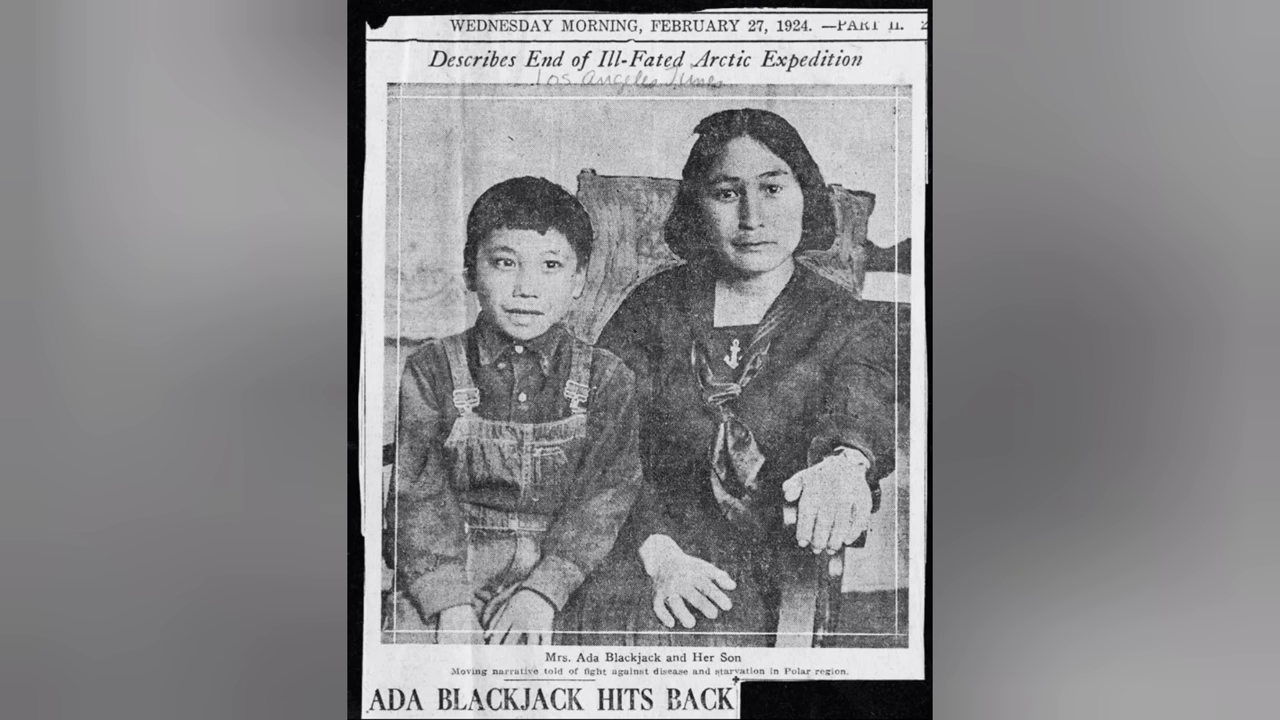 WEDNESDAY MORNING, FEBRUARY 27, 1924. —PART II.
Describes End of Ill-Fated Arctic Expedition
Los Angeles Times
Mrs. Ada Blackjack and Her Son
Moving narrative told of fight against disease and starvation in Polar region.
ADA BLACKJACK HITS BACK